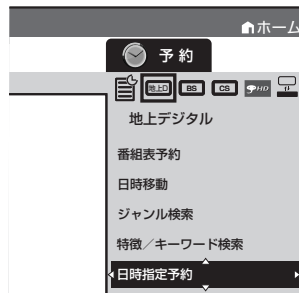 ホーム
予約
地上D BS CS HD
地上デジタル
番組表予約
日時移動
ジャンル検索
特徴／キーワード検索
日時指定予約